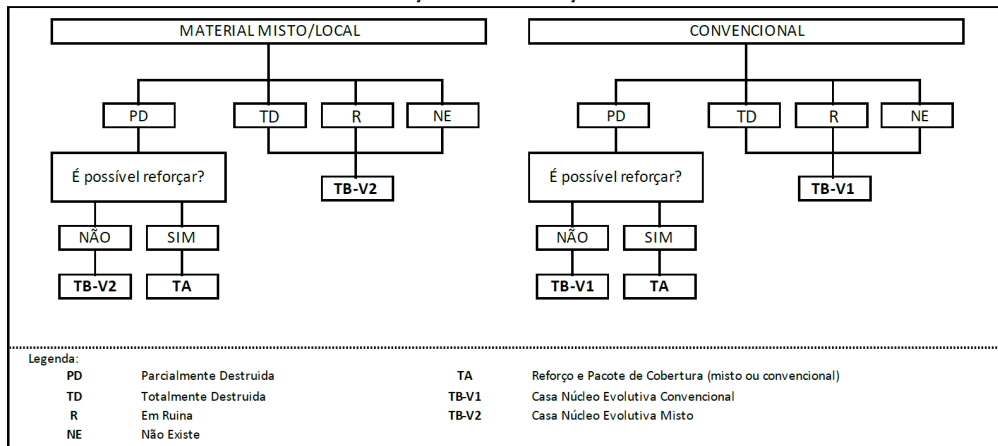 MATERIAL MISTO/LOCAL
CONVENCIONAL
PD TD R NE
PD TD R NE
É possível reforçar?
É possível reforçar?
TB-V2
TB-V1
NÃO SIM
NÃO SIM
TB-V2 TA
TB-V1 TA
Legenda:
PD Parcialmente Destruida
TA Reforço e Pacote de Cobertura (misto ou convencional)
TD Totalmente Destruida
TB-V1 Casa Núcleo Evolutiva Convencional
R Em Ruina
TB-V2 Casa Núcleo Evolutiva Misto
NE Não Existe